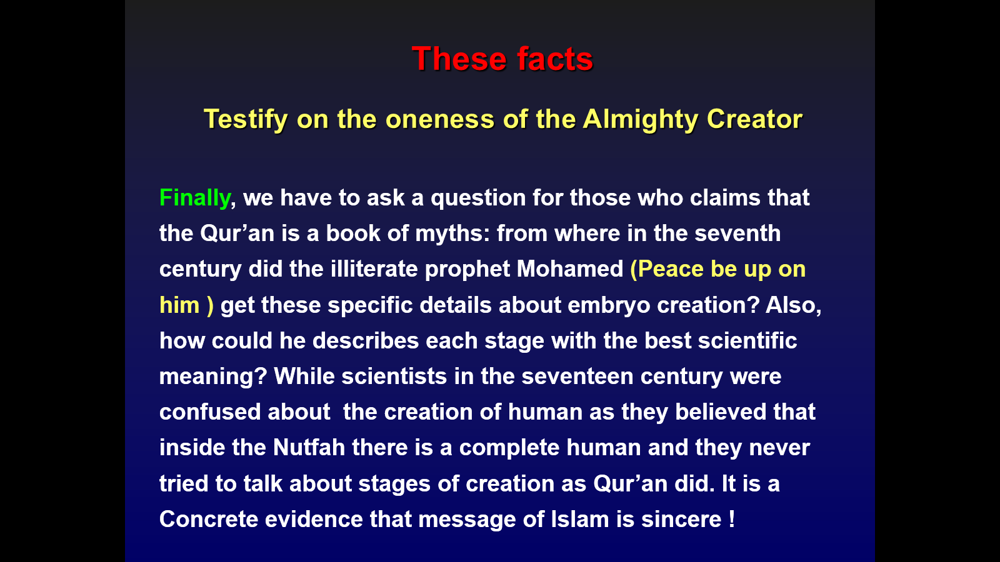 These facts
Testify on the oneness of the Almighty Creator
Finally, we have to ask a question for those who claims that
the Qur’an is a book of myths: from where in the seventh
century did the illiterate prophet Mohamed (Peace be up on
him ) get these specific details about embryo creation? Also,
how could he describes each stage with the best scientific
meaning? While scientists in the seventeen century were
confused about  the creation of human as they believed that
inside the Nutfah there is a complete human and they never
tried to talk about stages of creation as Qur’an did. It is a
Concrete evidence that message of Islam is sincere !